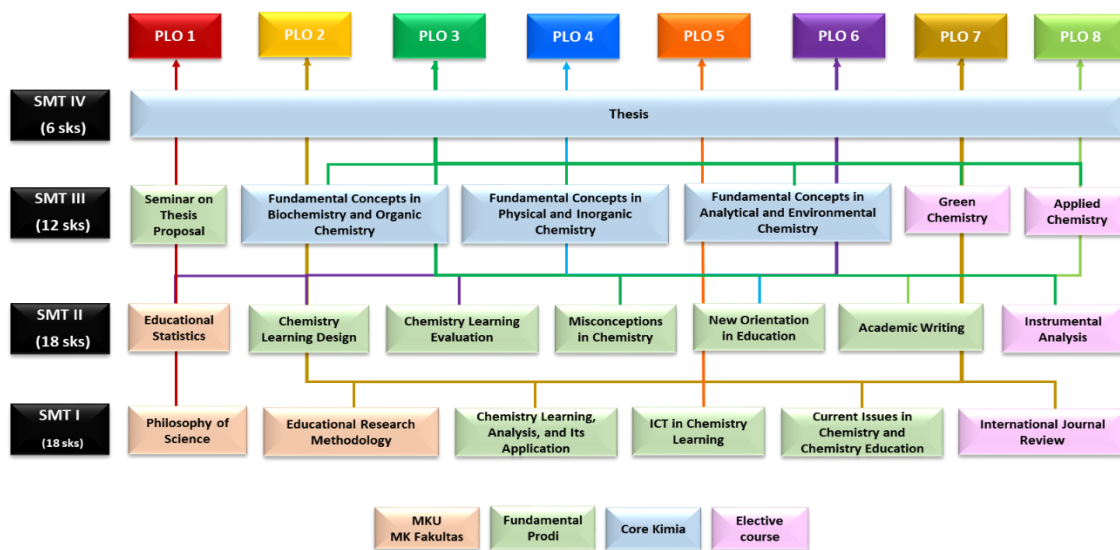 PLO 1
PLO 2
PLO 3
PLO 4
PLO 5
PLO 6
PLO 7
PLO 8
SMT IV
(6 sks)
Thesis
SMT III
(12 sks)
Seminar on
Thesis
Proposal
Fundamental Concepts in
Biochemistry and Organic
Chemistry
Fundamental Concepts in
Physical and Inorganic
Chemistry
Fundamental Concepts in
Analytical and Environmental
Chemistry
Green
Chemistry
Applied
Chemistry
SMT II
(18 sks)
Educational
Statistics
Chemistry
Learning Design
Chemistry Learning
Evaluation
Misconceptions
in Chemistry
New Orientation
in Education
Academic Writing
Instrumental
Analysis
SMT I
(18 sks)
Philosophy of
Science
Educational Research
Methodology
Chemistry Learning,
Analysis, and Its
Application
ICT in Chemistry
Learning
Current Issues in
Chemistry and
Chemistry Education
International Journal
Review
MKU
MK Fakultas
Fundamental
Prodi
Core Kimia
Elective
course